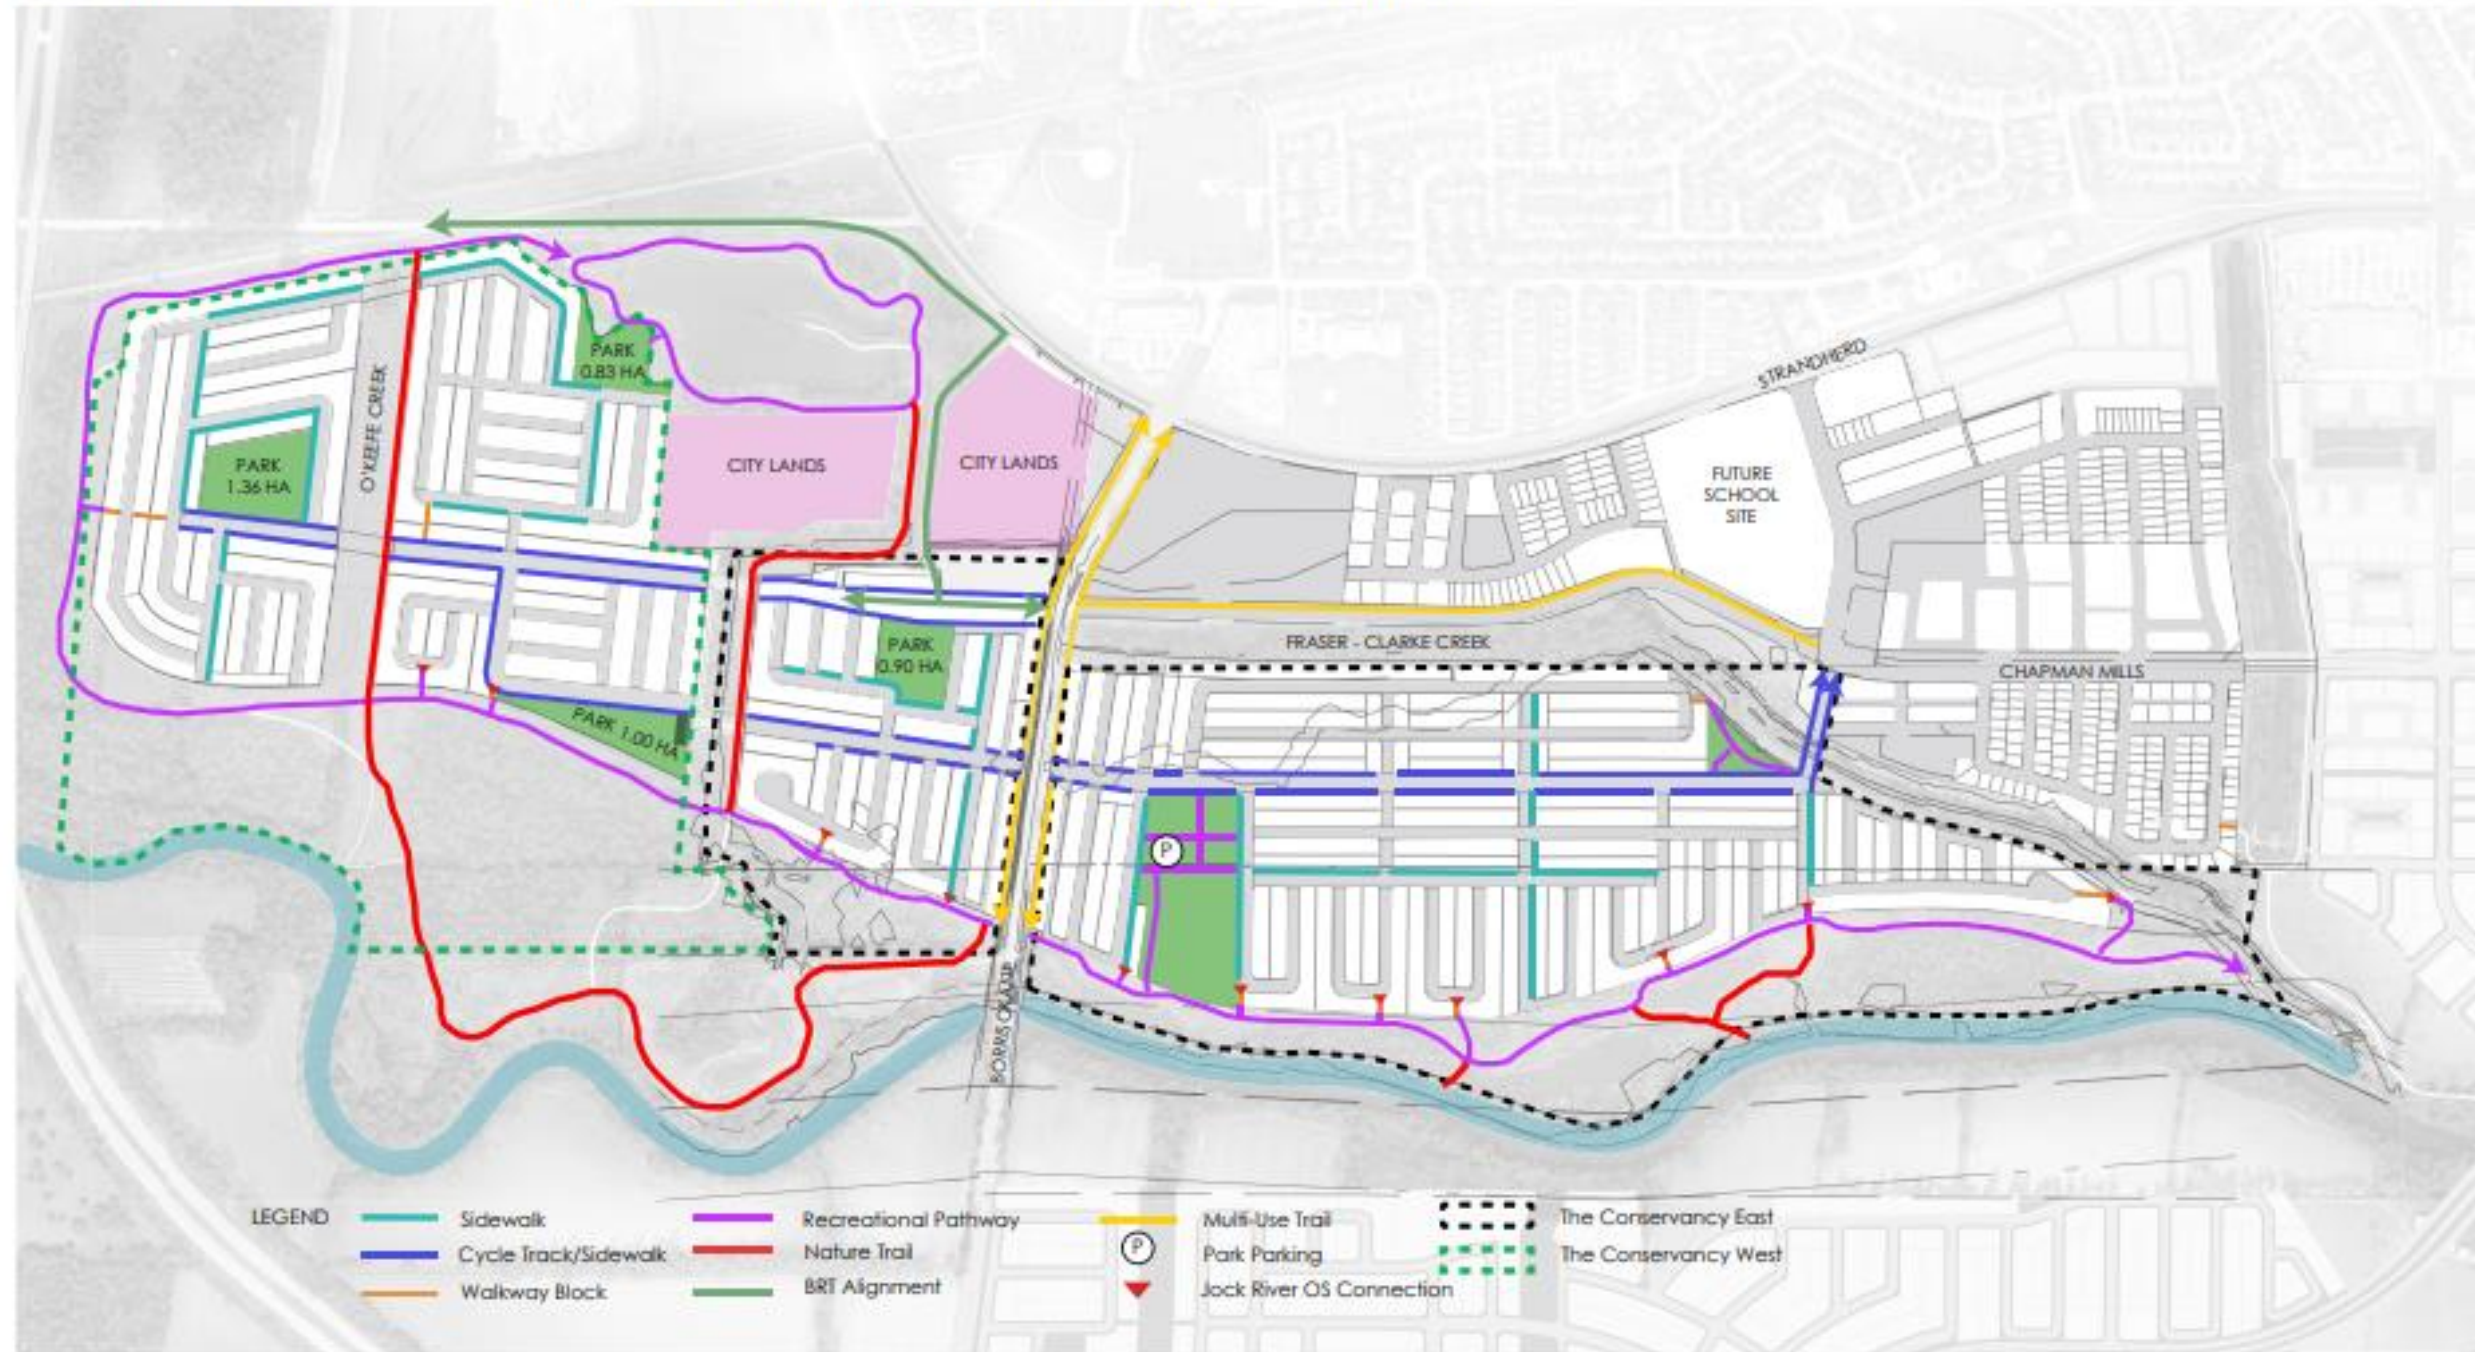 PARK
0.83 HA
O'KEEFE CREEK
PARK
1.36 HA
CITY LANDS
CITY LANDS
STRANDHERD
FUTURE
SCHOOL
SITE
PARK
0.90 HA
FRASER - CLARKE CREEK
CHAPMAN MILLS
PARK 1.00 HA
P
LEGEND
Sidewalk
Cycle Track/Sidewalk
Walkway Block
Recreational Pathway
Nature Trail
BRT Alignment
Multi-Use Trail
P
Park Parking
Jock River OS Connection
The Conservancy East
The Conservancy West